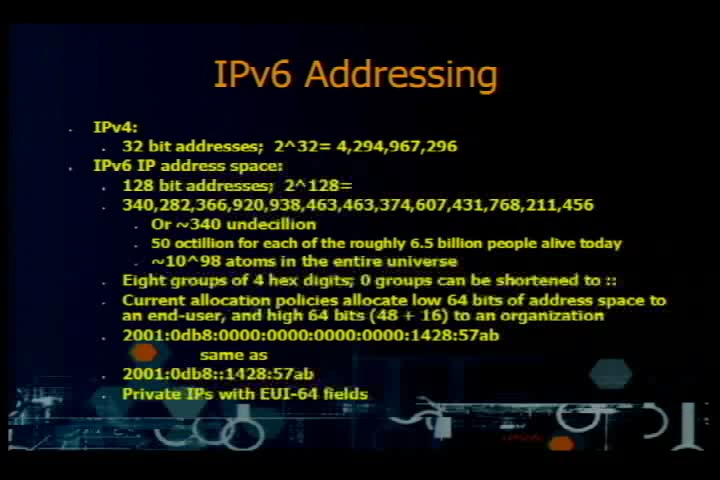 IPv6 Addressing
IPv4:
32 bit addresses; 2^32= 4,294,967,296
IPv6 IP address space:
128 bit addresses; 2^128=
340,282,366,920,938,463,463,374,607,431,768,211,456
Or ~340 undecillion
50 octillion for each of the roughly 6.5 billion people alive today
~10^98 atoms in the entire universe
Eight groups of 4 hex digits; 0 groups can be shortened to ::
Current allocation policies allocate low 64 bits of address space to
an end-user, and high 64 bits (48 + 16) to an organization
2001:0db8:0000:0000:0000:0000:1428:57ab
same as
2001:0db8::1428:57ab
Private IPs with EUI-64 fields